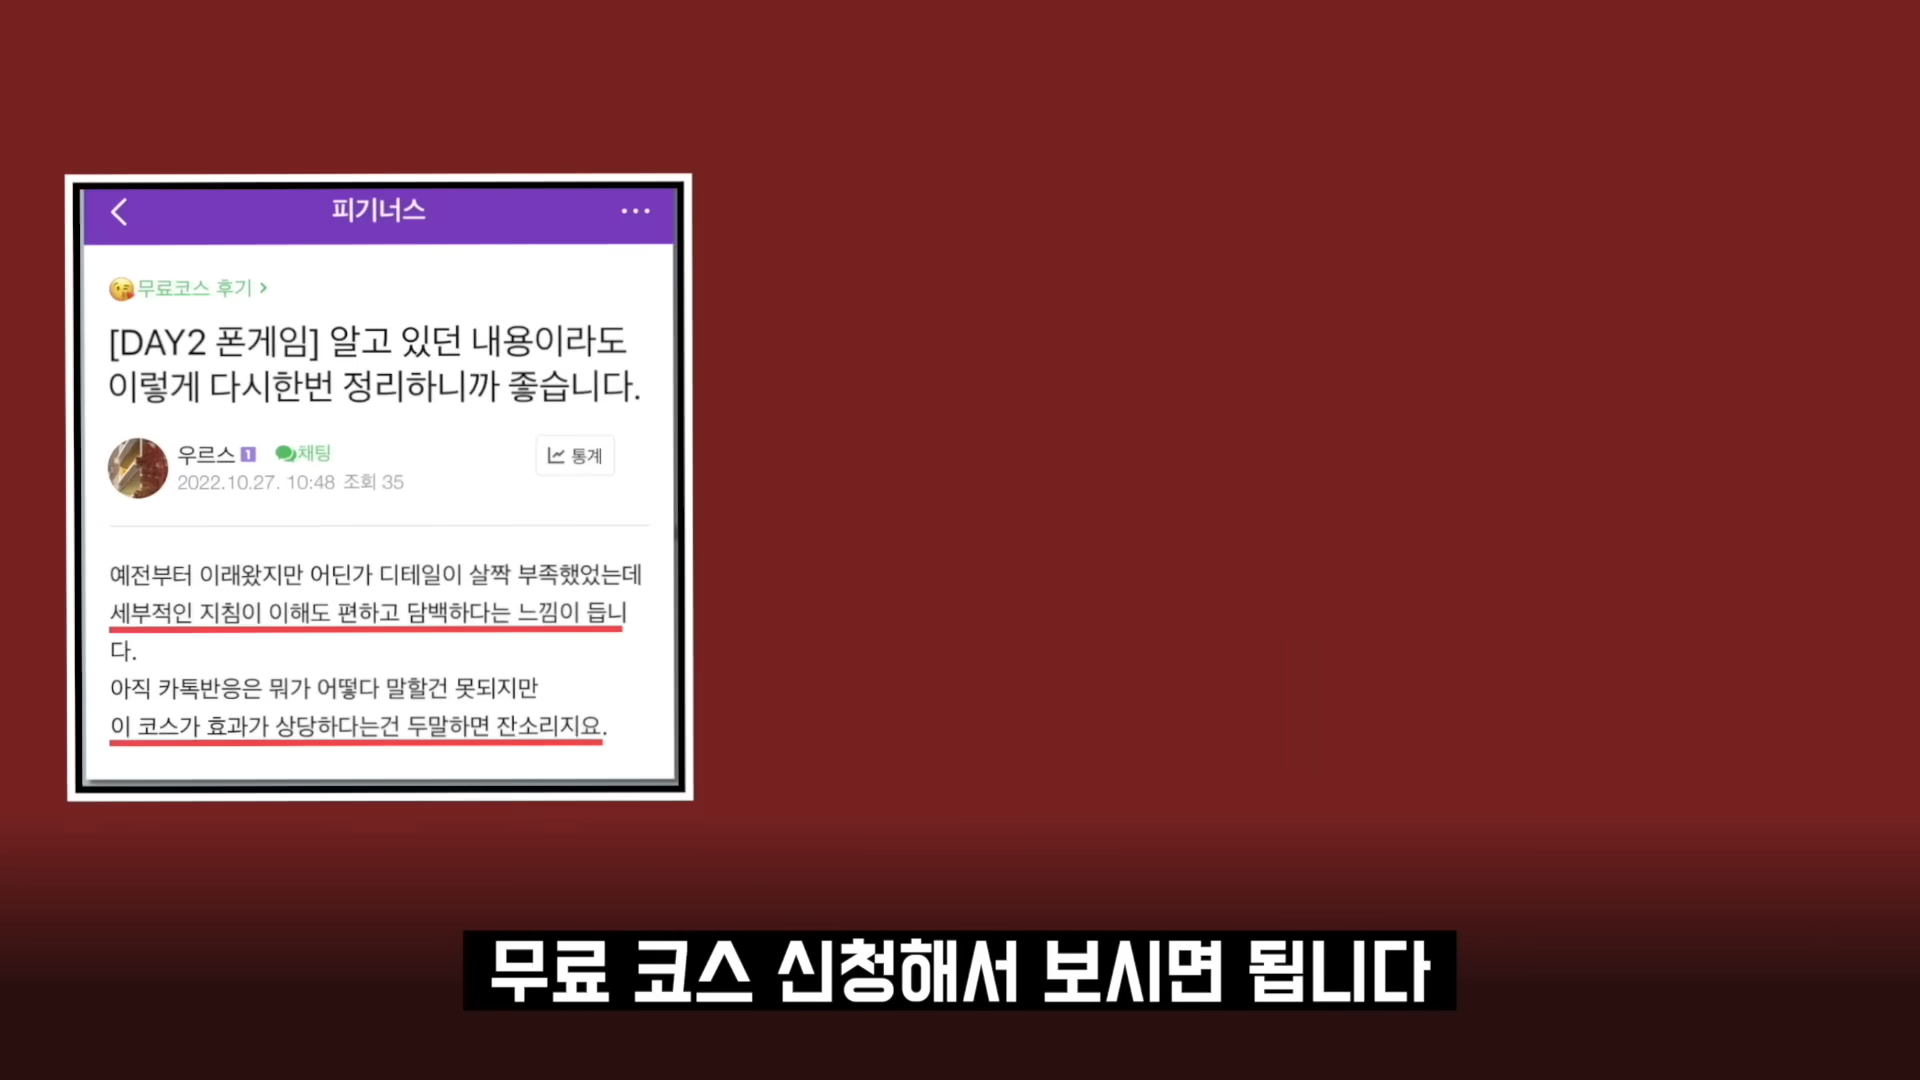 피기너스
무료코스 후기 >
[DAY2 폰게임] 알고 있던 내용이라도
이렇게 다시한번 정리하니까 좋습니다.
우르스 1 채팅
2022.10.27. 10:48 조회 35
통계
예전부터 이래왔지만 어딘가 디테일이 살짝 부족했었는데
세부적인 지침이 이해도 편하고 담백하다는 느낌이 듭니
다.
아직 카톡반응은 뭐가 어떻다 말할건 못되지만
이 코스가 효과가 상당하다는건 두말하면 잔소리지요.
무료 코스 신청해서 보시면 됩니다